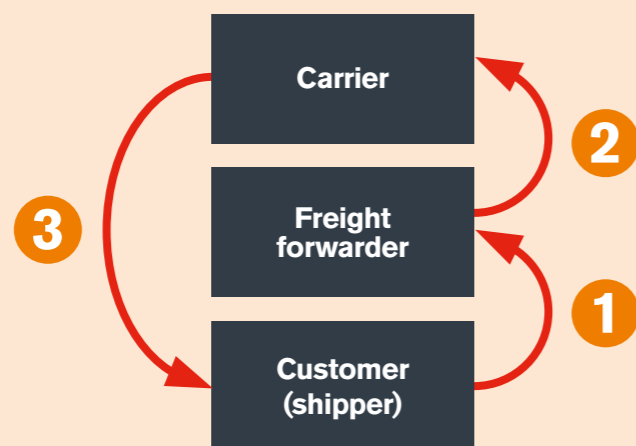 Carrier
2
3
Freight
forwarder
1
Customer
(shipper)